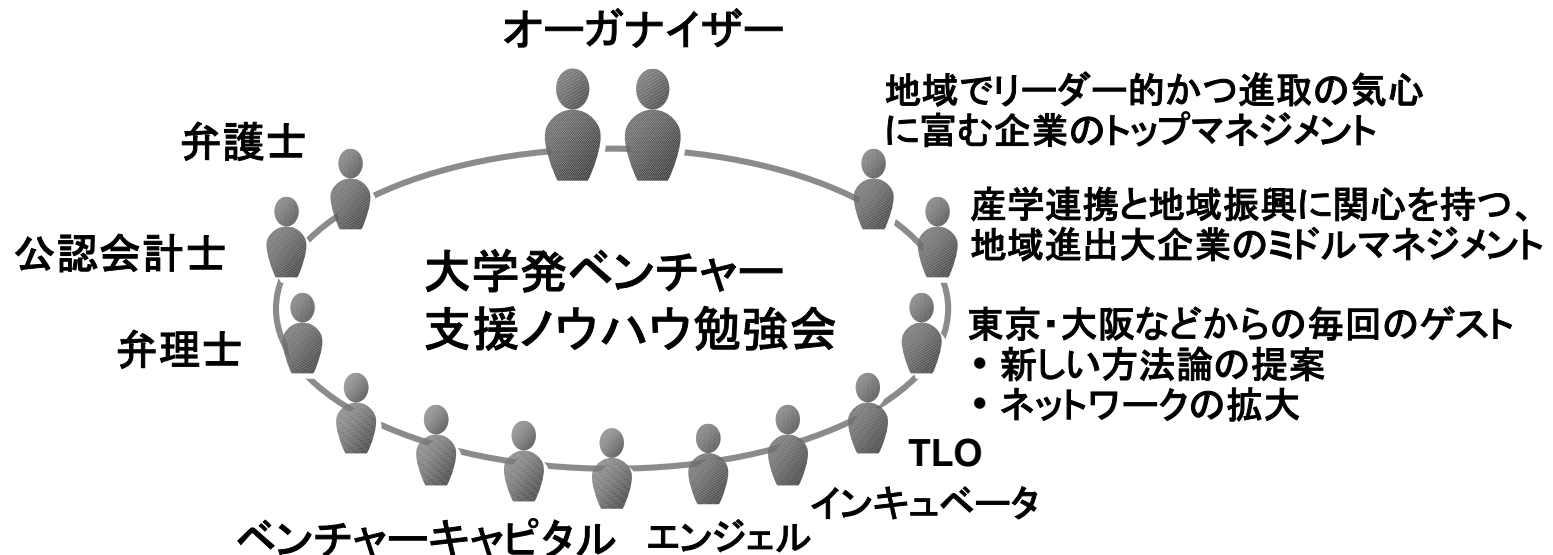 オーガナイザー
地域でリーダー的かつ進取の気心
に富む企業のトップマネジメント
弁護士
産学連携と地域振興に関心を持つ、
地域進出大企業のミドルマネジメント
公認会計士
大学発ベンチャー
支援ノウハウ勉強会
東京・大阪などからの毎回のゲスト
• 新しい方法論の提案
• ネットワークの拡大
弁理士
TLO
インキュベータ
エンジェル
ベンチャーキャピタル